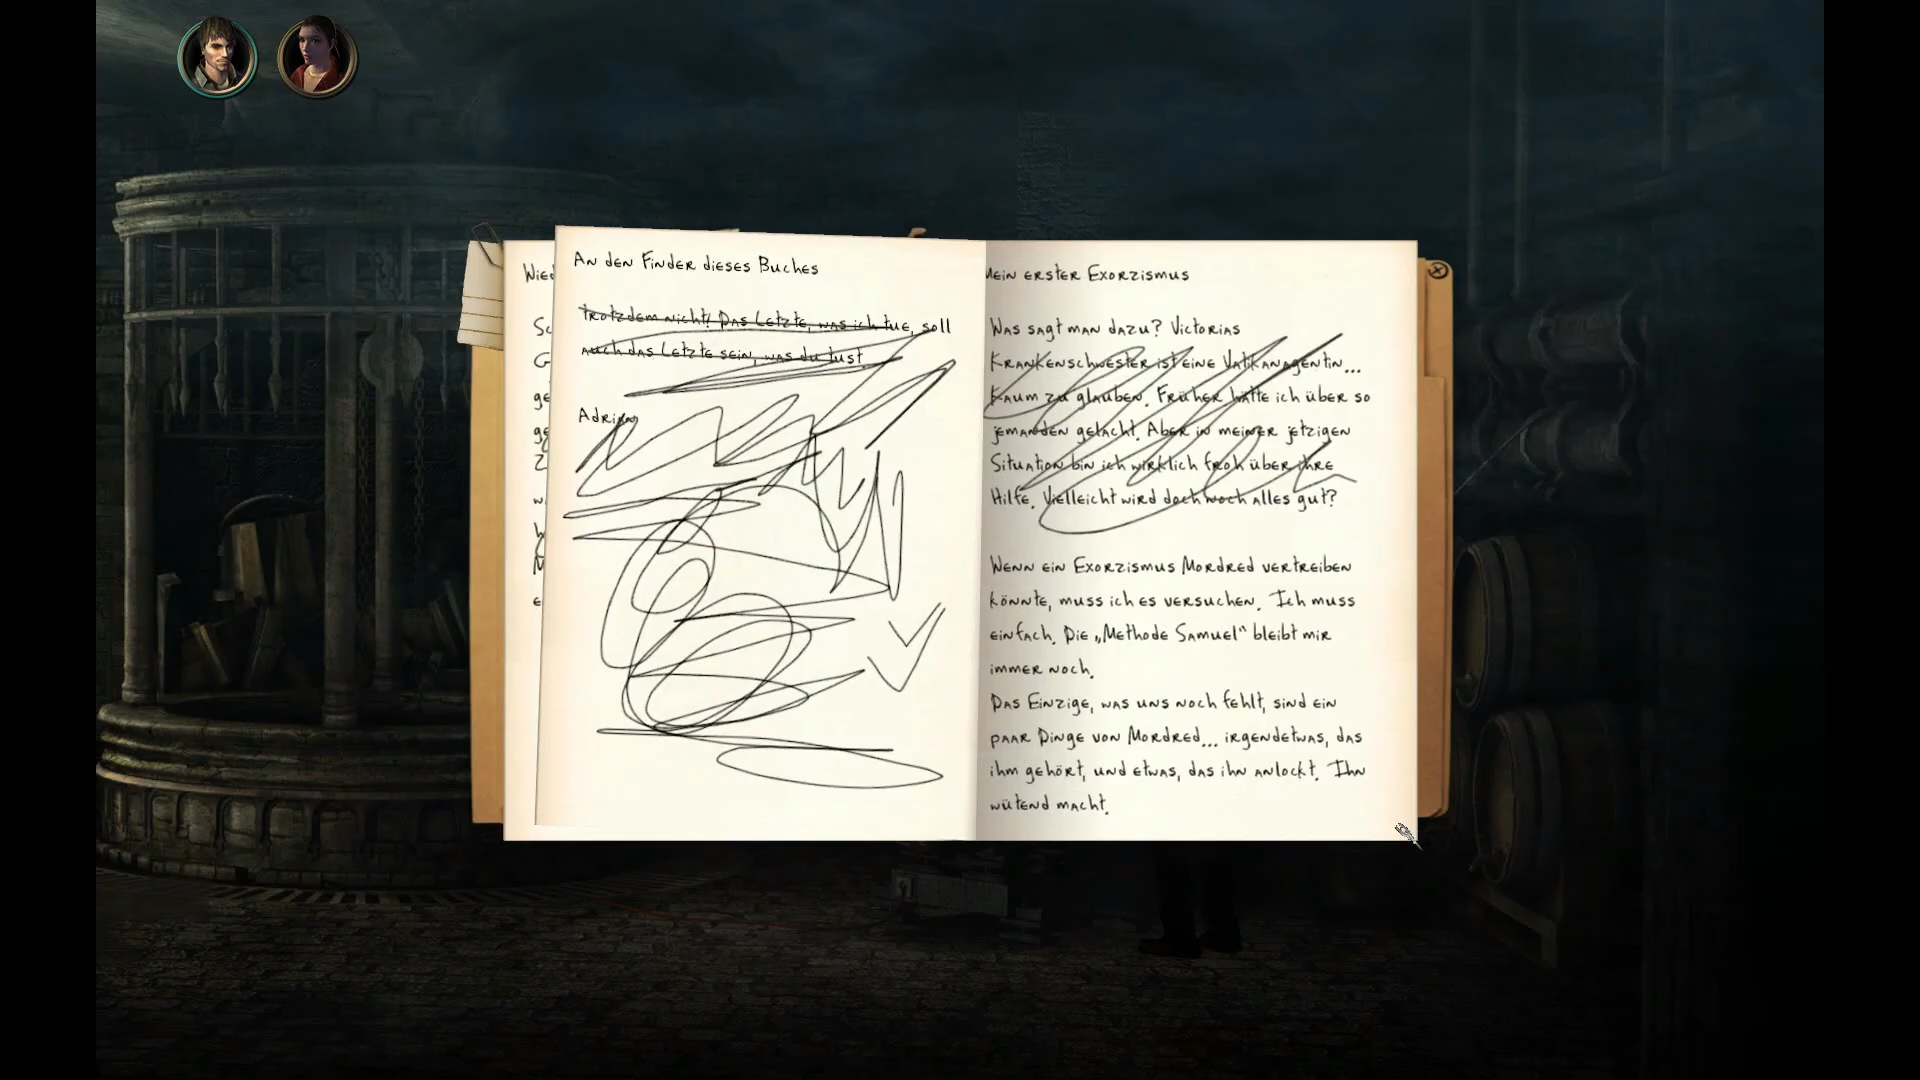 An den Finder dieses Buches
trotzdem nicht! Das Letzte, was ich tue, soll
auch das Letzte sein, was du tust.
Adrian
Mein erster Exorzismus
Was sagt man dazu? Victorias
Krankenschwester ist eine Vatikanagentin...
Kaum zu glauben. Früher hätte ich über so
jemanden gelacht. Aber in meiner jetzigen
Situation bin ich wirklich froh über ihre
Hilfe. Vielleicht wird doch noch alles gut?
Wenn ein Exorzismus Mordred vertreiben
könnte, muss ich es versuchen. Ich muss
einfach. Die „Methode Samuel“ bleibt mir
immer noch.
Das Einzige, was uns noch fehlt, sind ein
paar Dinge von Mordred... irgendetwas, das
ihm gehört, und etwas, das ihn anlockt. Ihn
wütend macht.